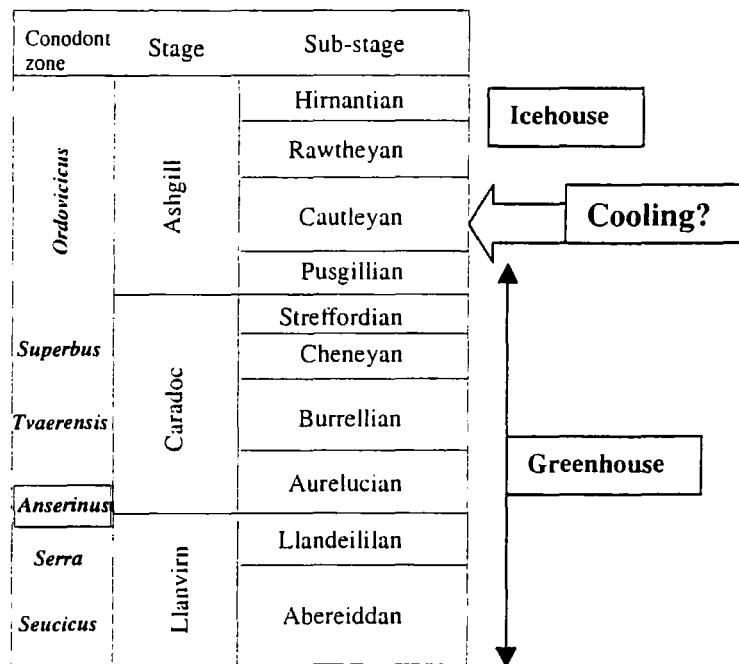 Conodont zone
Stage
Sub-stage
Hirnantian
Icehouse
Rawtheyan
Ordovicicus
Ashgill
Cautleyan
Cooling?
Pusgillian
Streffordian
Superbus
Cheneyan
Caradoc
Tvaerensis
Burrellian
Greenhouse
Anserinus
Aurelucian
Llandeililan
Serra
Llanvirn
Seucicus
Abereiddan